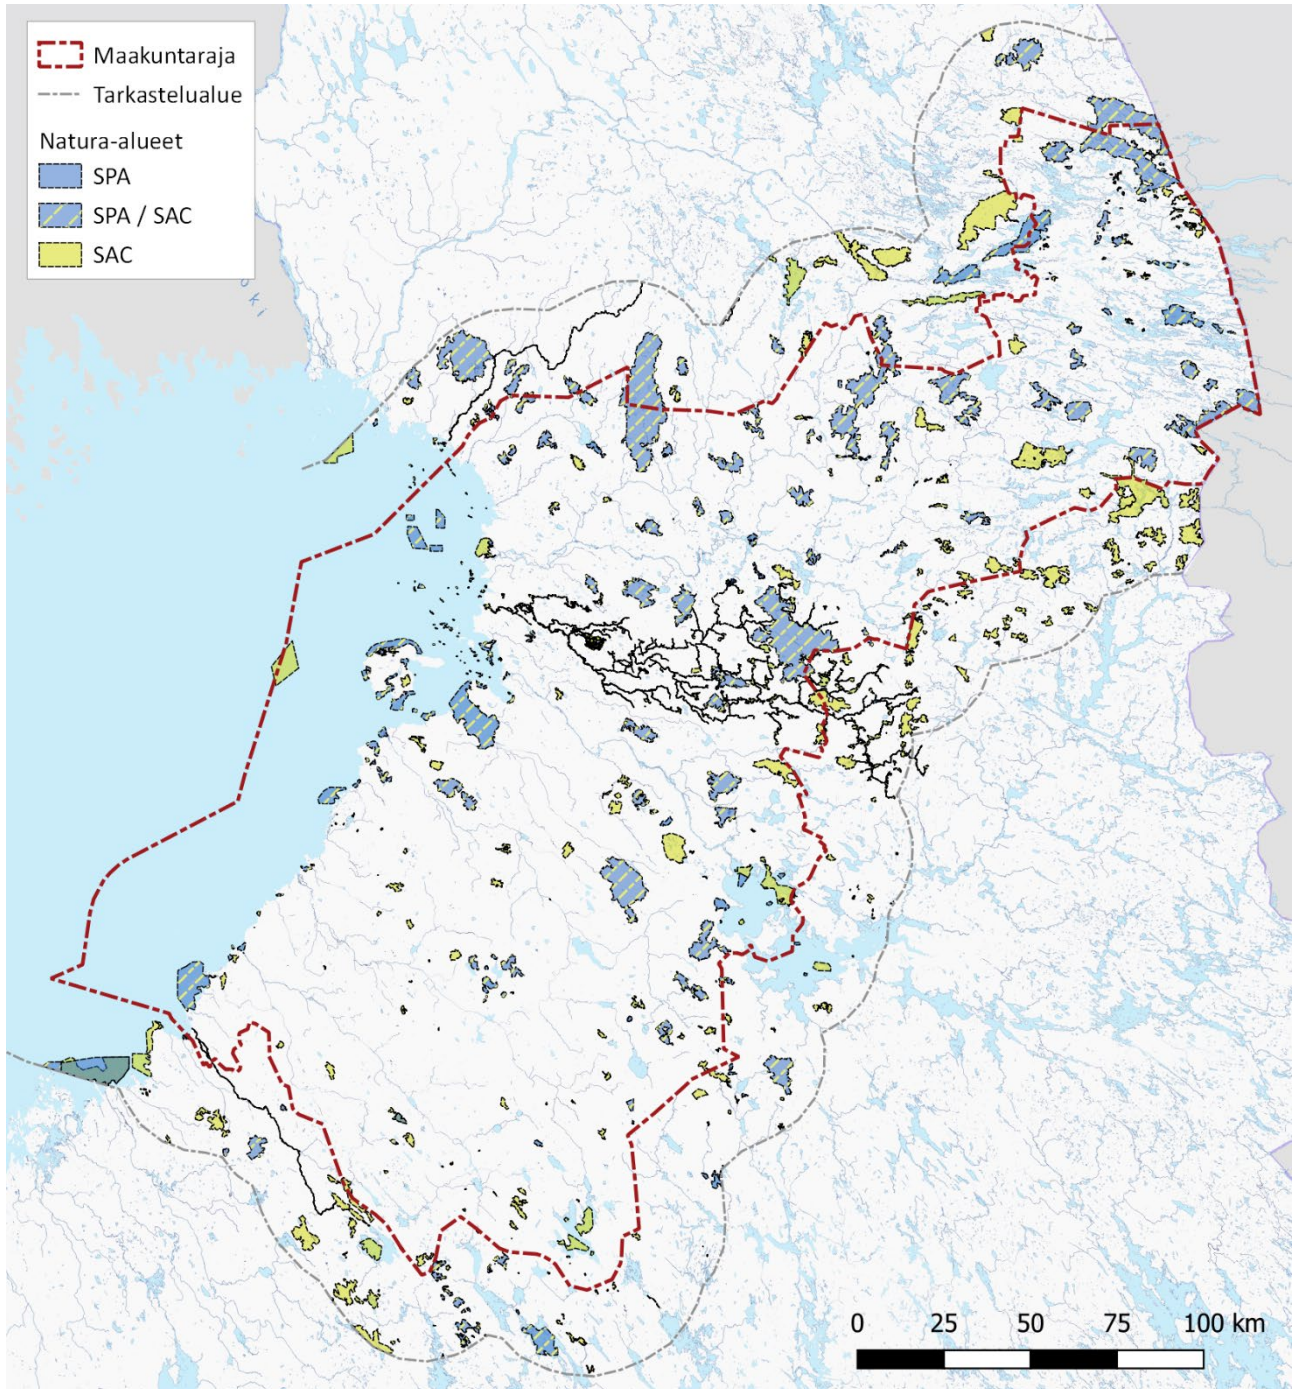 Maakuntaraja
Tarkastelualue
Natura-alueet
SPA
SPA / SAC
SAC
0 25 50 75 100 km